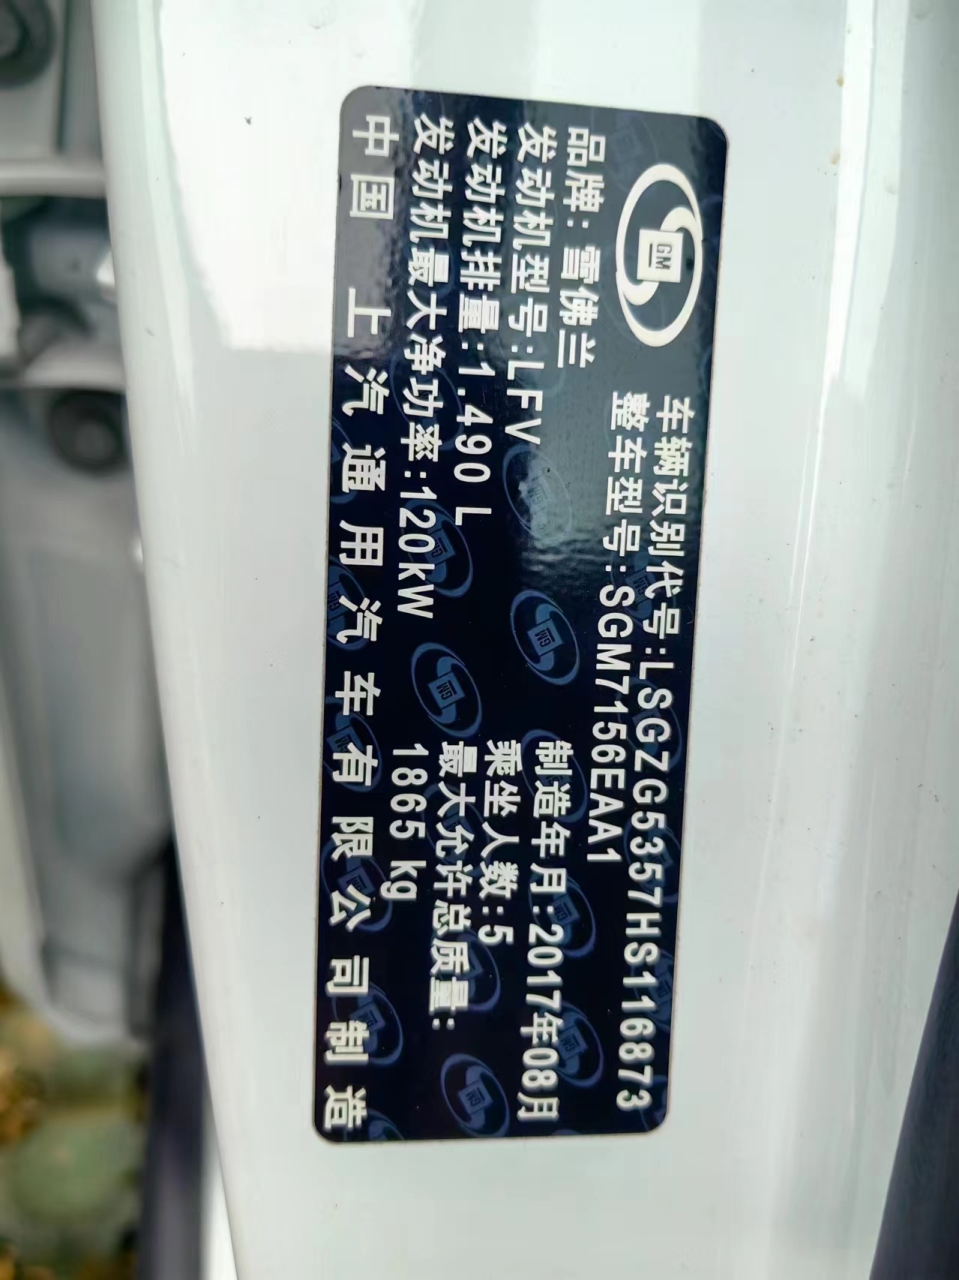 GM
车辆识别代号:LSGZG5357HS116873
整车型号:SGM7156EAA1
品牌:雪佛兰
发动机型号:LFV
制造年月:2017年08月
发动机排量:1.490 L
乘坐人数:5
发动机最大净功率:120kW
最大允许总质量:
1865 kg
中国 上汽通用汽车有限公司制造